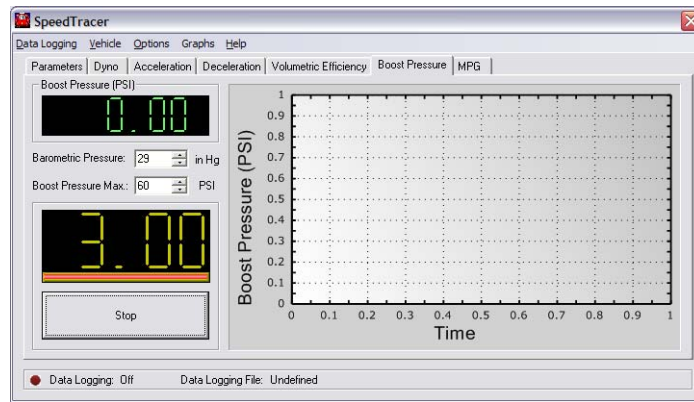 SpeedTracer
Data Logging Vehicle Options Graphs Help
Parameters Dyno Acceleration Deceleration Volumetric Efficiency Boost Pressure MPG
Boost Pressure (PSI)
0.00
Barometric Pressure: 29 in Hg
Boost Pressure Max.: 60 PSI
3.00
Stop
Boost Pressure (PSI)
1
0.9
0.8
0.7
0.6
0.5
0.4
0.3
0.2
0.1
0
0 0.1 0.2 0.3 0.4 0.5 0.6 0.7 0.8 0.9 1
Time
Data Logging: Off Data Logging File: Undefined